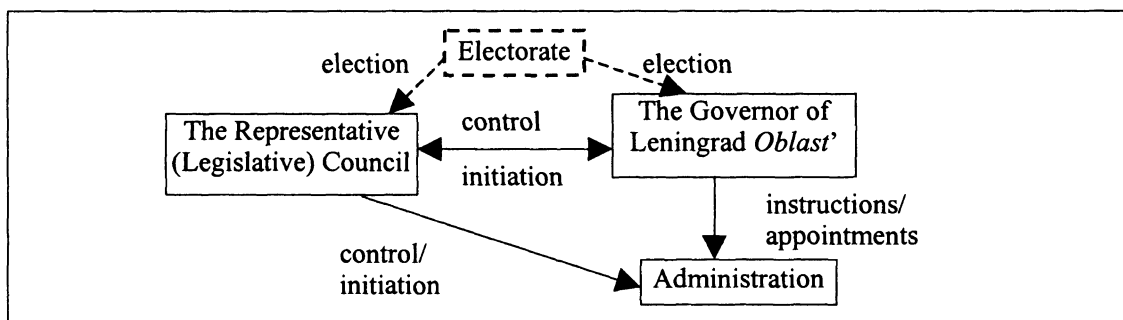 Electorate
election
election
The Representative
(Legislative) Council
control
initiation
The Governor of
Leningrad Oblast’
instructions/
appointments
control/
initiation
Administration